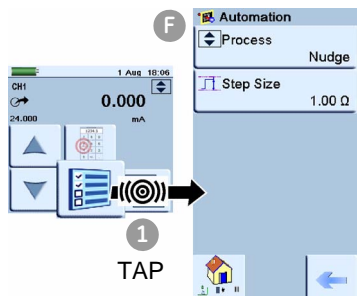 F
Automation
Process
Nudge
Step Size
1.00 Ω
1 Aug 18:06
CH1
0.000
24.000
mA
1
TAP